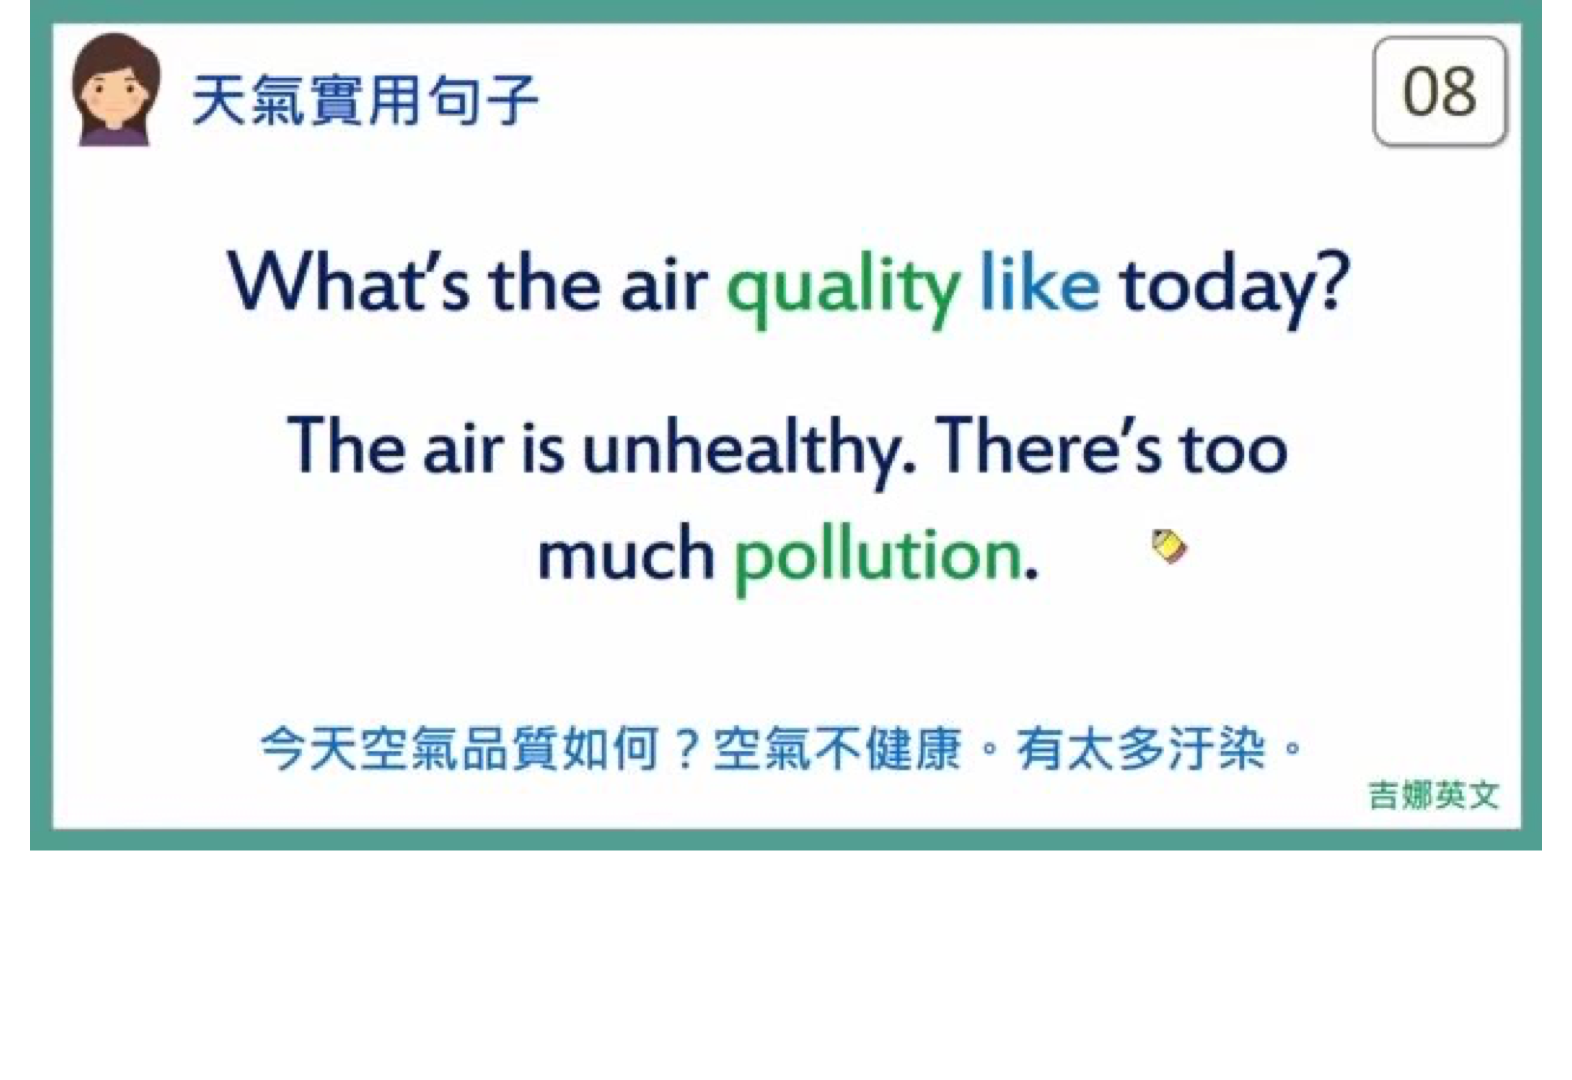 天氣實用句子
08
What's the air quality like today?
The air is unhealthy. There's too
much pollution.
今天空氣品質如何？空氣不健康。有太多汙染。
吉娜英文